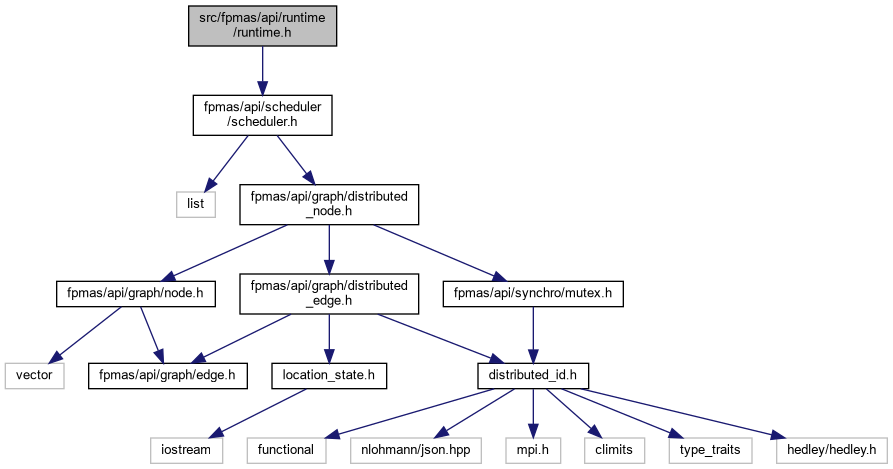 src/fpmas/api/runtime
/runtime.h
fpmas/api/scheduler
/scheduler.h
list
fpmas/api/graph/distributed
_node.h
fpmas/api/graph/node.h
fpmas/api/graph/distributed
_edge.h
fpmas/api/synchro/mutex.h
vector
fpmas/api/graph/edge.h
location_state.h
distributed_id.h
iostream
functional
nlohmann/json.hpp
mpi.h
climits
type_traits
hedley/hedley.h